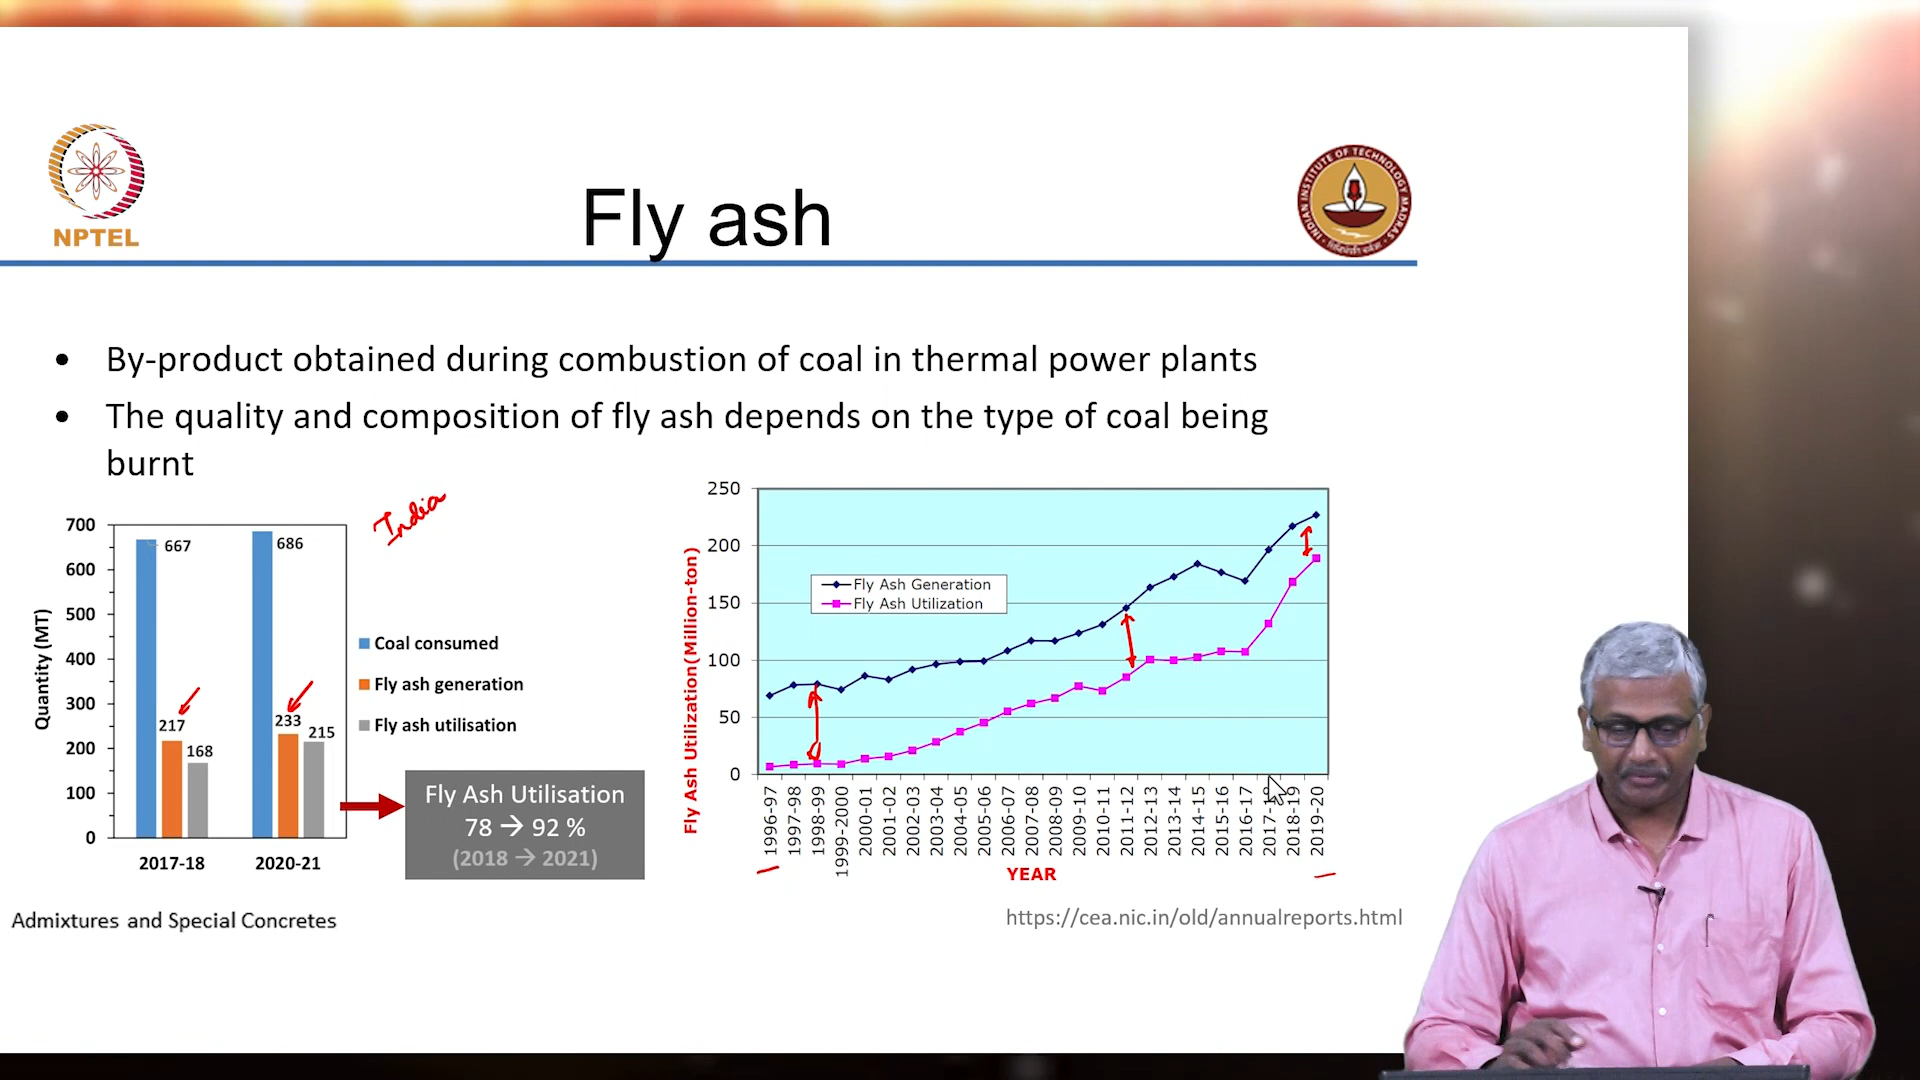 NPTEL
INDIAN INSTITUTE OF TECHNOLOGY MADRAS
Fly ash
• By-product obtained during combustion of coal in thermal power plants
• The quality and composition of fly ash depends on the type of coal being
burnt
India
Quantity (MT)
700
600
500
400
300
200
100
0
667
217
168
686
233
215
2017-18
2020-21
Coal consumed
Fly ash generation
Fly ash utilisation
Fly Ash Utilisation
78 → 92 %
(2018 → 2021)
Fly Ash Utilization(Million-ton)
250
200
150
100
50
0
Fly Ash Generation
Fly Ash Utilization
1996-97
1997-98
1998-99
1999-2000
2000-01
2001-02
2002-03
2003-04
2004-05
2005-06
2006-07
2007-08
2008-09
2009-10
2010-11
2011-12
2012-13
2013-14
2014-15
2015-16
2016-17
2017-
2018-19
2019-20
YEAR
https://cea.nic.in/old/annualreports.html
Admixtures and Special Concretes